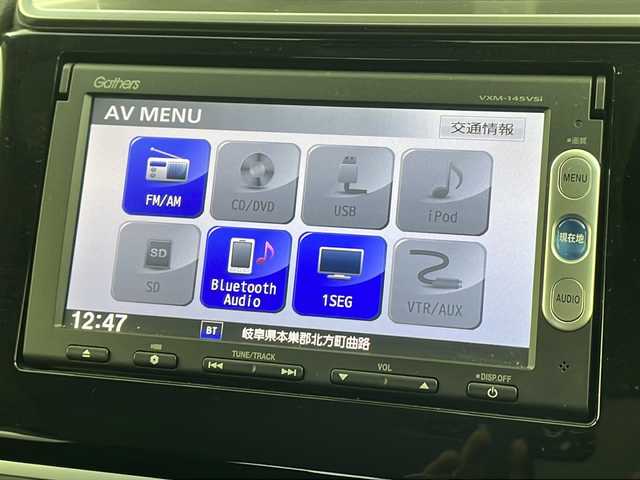 Gathers
VXM-145VSi
AV MENU
交通情報
画質
MENU
FM/AM
CD/DVD
USB
iPod
現在地
SD
SD
Bluetooth Audio
1SEG
VTR/AUX
AUDIO
12:47
BT
岐阜県本巣郡北方町曲路
TUNE/TRACK
VOL
DISP.OFF